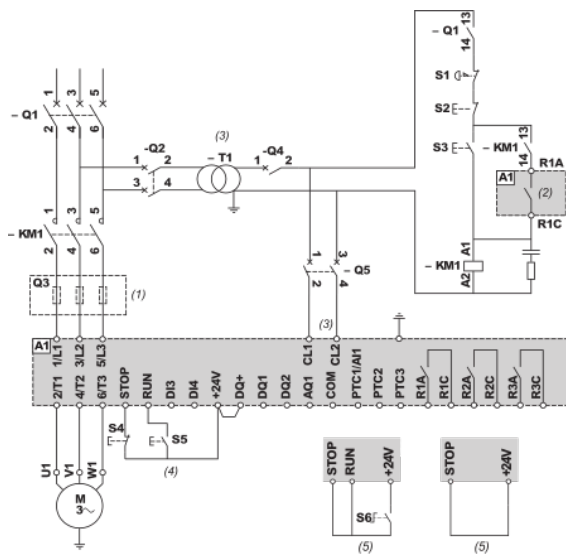 – Q1
13
14
S1
S2
S3
– KM1
13
14
R1A
A1
(2)
R1C
– KM1
A1
A2
1
3
5
– Q1
2
4
6
-Q2
1
2
3
4
(3)
– T1
-Q4
1
2
1
3
5
– KM1
2
4
6
1
3
– Q5
2
4
Q3
(1)
(3)
A1
1/L1
3/L2
5/L3
CL1
CL2
2/T1
4/T2
6/T3
STOP
RUN
DI3
DI4
+24V
DQ+
DQ1
DQ2
AQ1
COM
PTC1/AI1
PTC2
PTC3
R1A
R1C
R2A
R2C
R3A
R3C
S4
S5
(4)
U1
V1
W1
M
3
STOP
RUN
+24V
S6
(5)
STOP
+24V
(5)